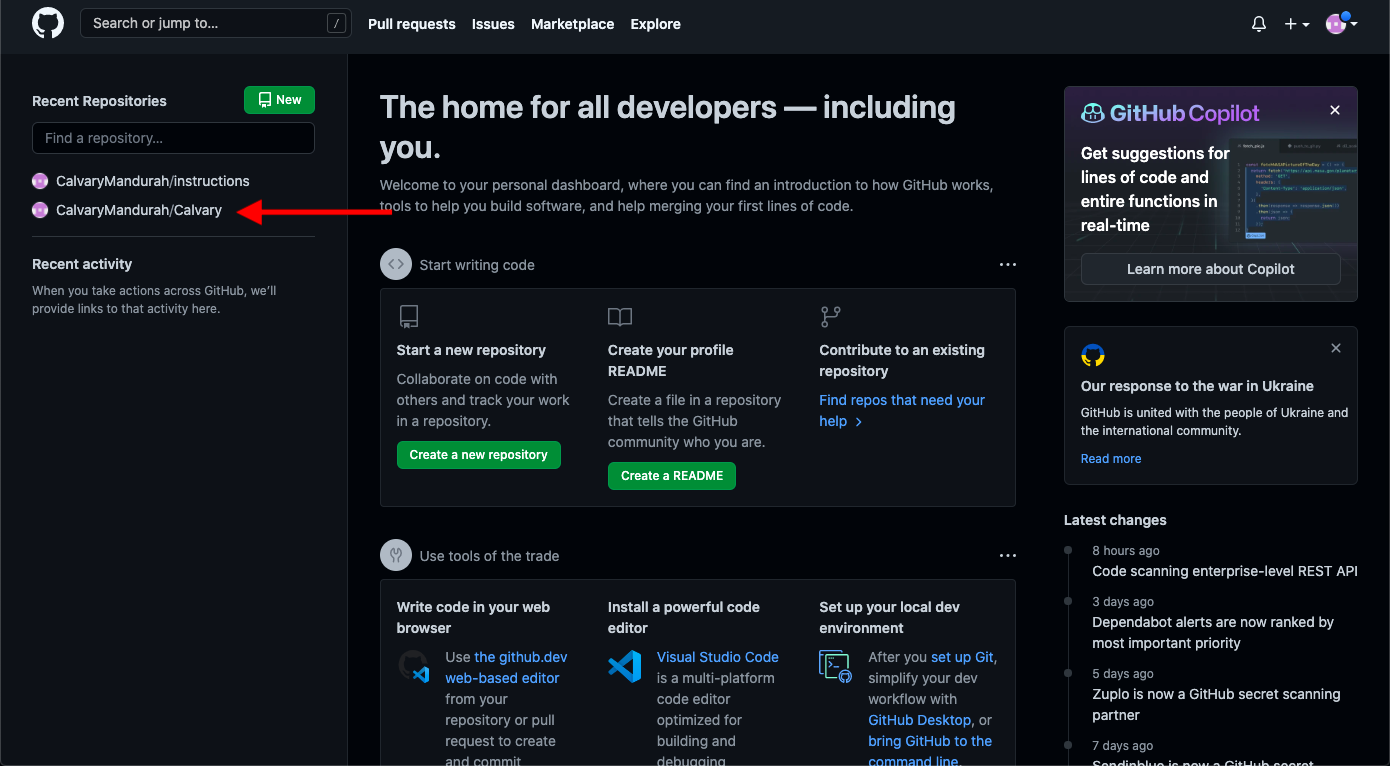 Search or jump to...
/
Pull requests
Issues
Marketplace
Explore
Recent Repositories
New
Find a repository...
CalvaryMandurah/instructions
CalvaryMandurah/Calvary
Recent activity
When you take actions across GitHub, we'll
provide links to that activity here.
The home for all developers — including
you.
Welcome to your personal dashboard, where you can find an introduction to how GitHub works,
tools to help you build software, and help merging your first lines of code.
Start writing code
Start a new repository
Collaborate on code with
others and track your work
in a repository.
Create a new repository
Create your profile
README
Create a file in a repository
that tells the GitHub
community who you are.
Create a README
Contribute to an existing
repository
Find repos that need your
help
Use tools of the trade
Write code in your web
browser
Use the github.dev
web-based editor
from your
repository or pull
request to create
and commit
Install a powerful code
editor
Visual Studio Code
is a multi-platform
code editor
optimized for
building and
debugging
Set up your local dev
environment
After you set up Git,
simplify your dev
workflow with
GitHub Desktop, or
bring GitHub to the
command line.
GitHub Copilot
Get suggestions for
lines of code and
entire functions in
real-time
Learn more about Copilot
Our response to the war in Ukraine
GitHub is united with the people of Ukraine and
the international community.
Read more
Latest changes
8 hours ago
Code scanning enterprise-level REST API
3 days ago
Dependabot alerts are now ranked by
most important priority
5 days ago
Zuplo is now a GitHub secret scanning
partner
7 days ago
Sendinblue is now a GitHub secret